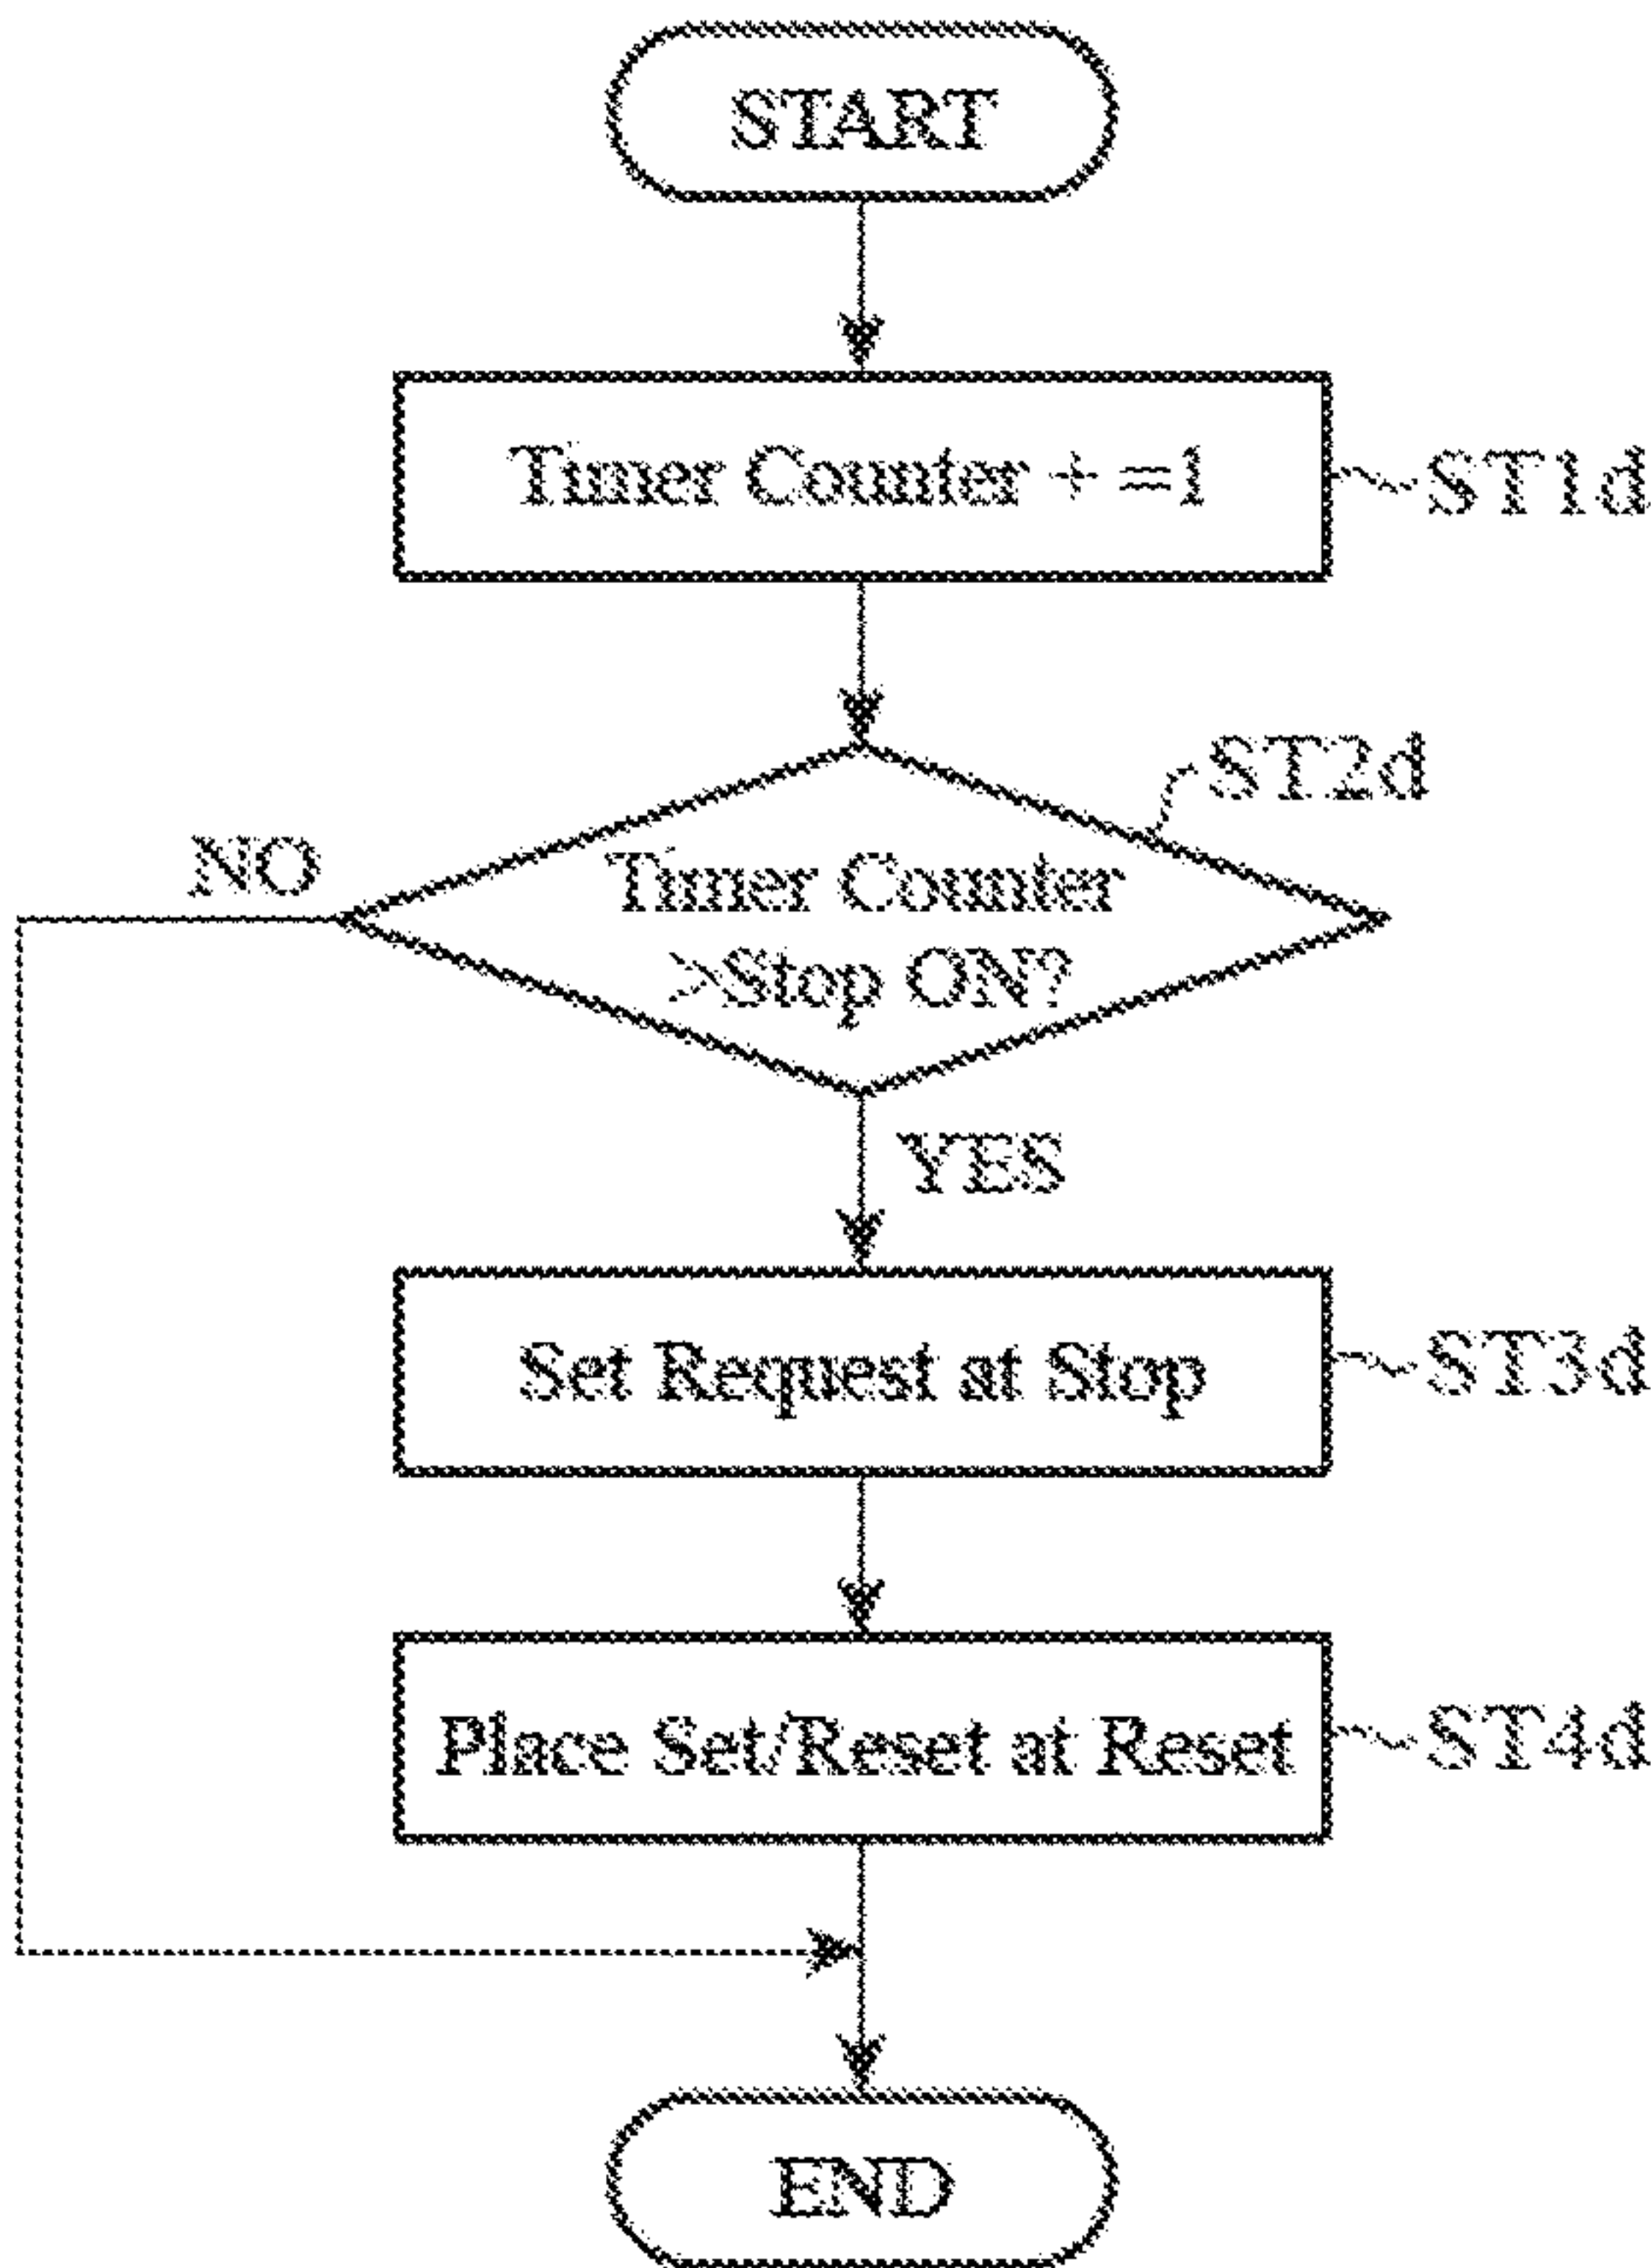 START
Timer Counter + =1
ST1d
ST2d
NO
Timer Counter
>Stop ON?
YES
Set Request at Stop
ST3d
Place Set/Reset at Reset
ST4d
END